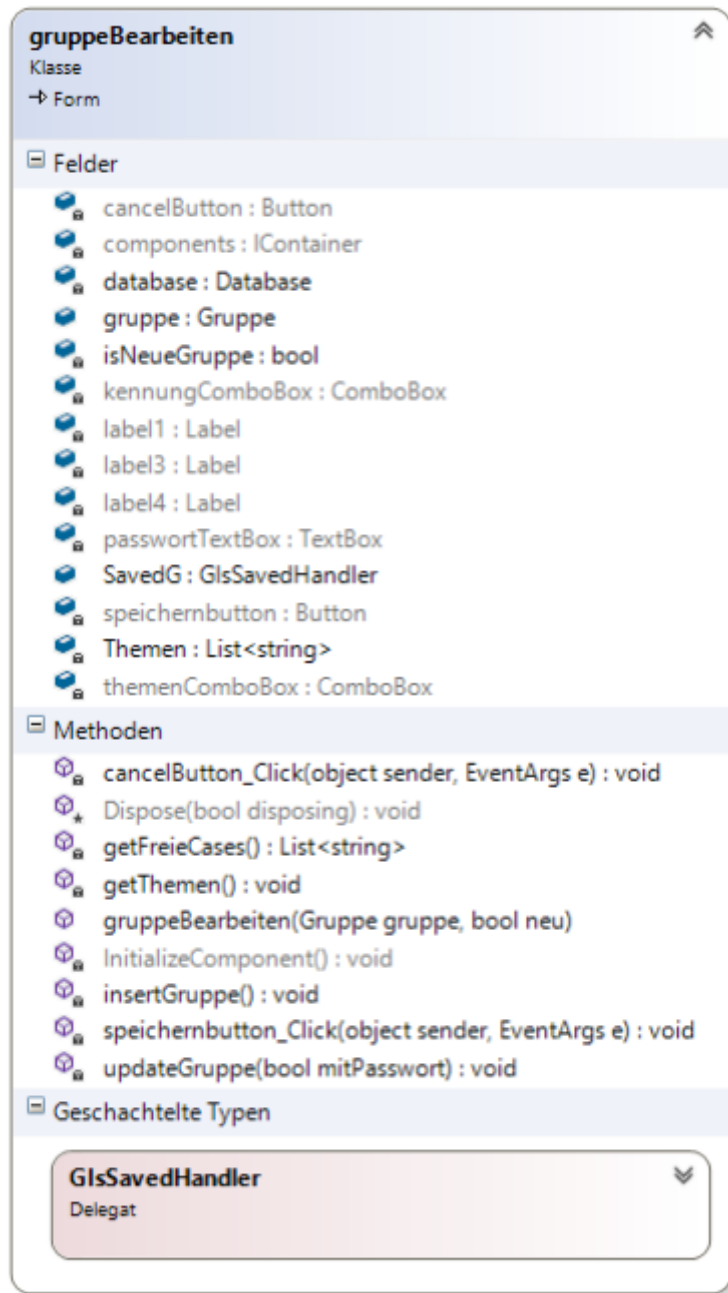 gruppeBearbeiten
Klasse
Form
Felder
cancelButton : Button
components : IContainer
database : Database
gruppe : Gruppe
isNeueGruppe : bool
kennungComboBox : ComboBox
label1 : Label
label3 : Label
label4 : Label
passwortTextBox : TextBox
SavedG : GIsSavedHandler
speichernbutton : Button
Themen : List<string>
themenComboBox : ComboBox
Methoden
cancelButton_Click(object sender, EventArgs e) : void
Dispose(bool disposing) : void
getFreieCases() : List<string>
getThemen() : void
gruppeBearbeiten(Gruppe gruppe, bool neu)
InitializeComponent() : void
insertGruppe() : void
speichernbutton_Click(object sender, EventArgs e) : void
updateGruppe(bool mitPasswort) : void
Geschachtelte Typen
GIsSavedHandler
Delegat